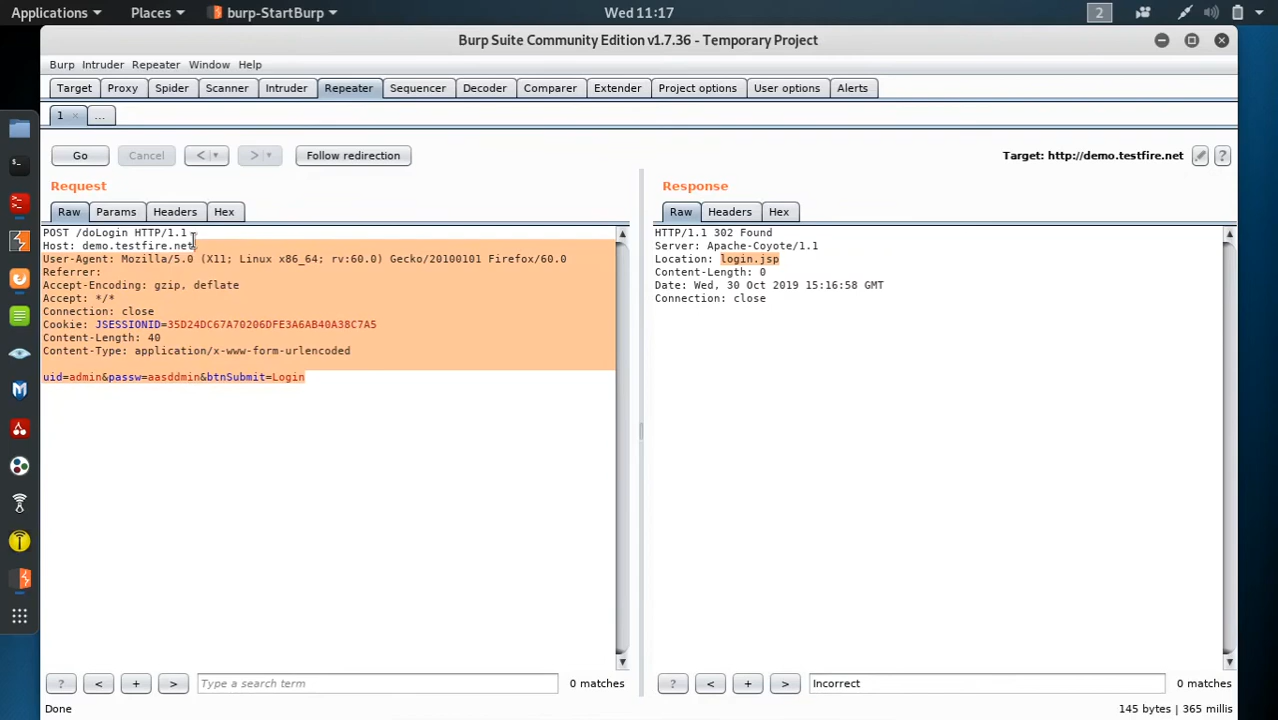 Applications Places burp-StartBurp Wed 11:17 2
Burp Suite Community Edition v1.7.36 - Temporary Project
Burp Intruder Repeater Window Help
Target Proxy Spider Scanner Intruder Repeater Sequencer Decoder Comparer Extender Project options User options Alerts
1 × ...
Go Cancel < > Follow redirection Target: http://demo.testfire.net ?
Request
Raw Params Headers Hex
POST /doLogin HTTP/1.1
Host: demo.testfire.net
User-Agent: Mozilla/5.0 (X11; Linux x86_64; rv:60.0) Gecko/20100101 Firefox/60.0
Referrer:
Accept-Encoding: gzip, deflate
Accept: */*
Connection: close
Cookie: JSESSIONID=35D24DC67A70206DFE3A6AB40A38C7A5
Content-Length: 40
Content-Type: application/x-www-form-urlencoded
uid=admin&passw=aasddmin&btnSubmit=Login
? < + > Type a search term 0 matches
Response
Raw Headers Hex
HTTP/1.1 302 Found
Server: Apache-Coyote/1.1
Location: login.jsp
Content-Length: 0
Date: Wed, 30 Oct 2019 15:16:58 GMT
Connection: close
? < + > Incorrect 0 matches
Done 145 bytes | 365 millis